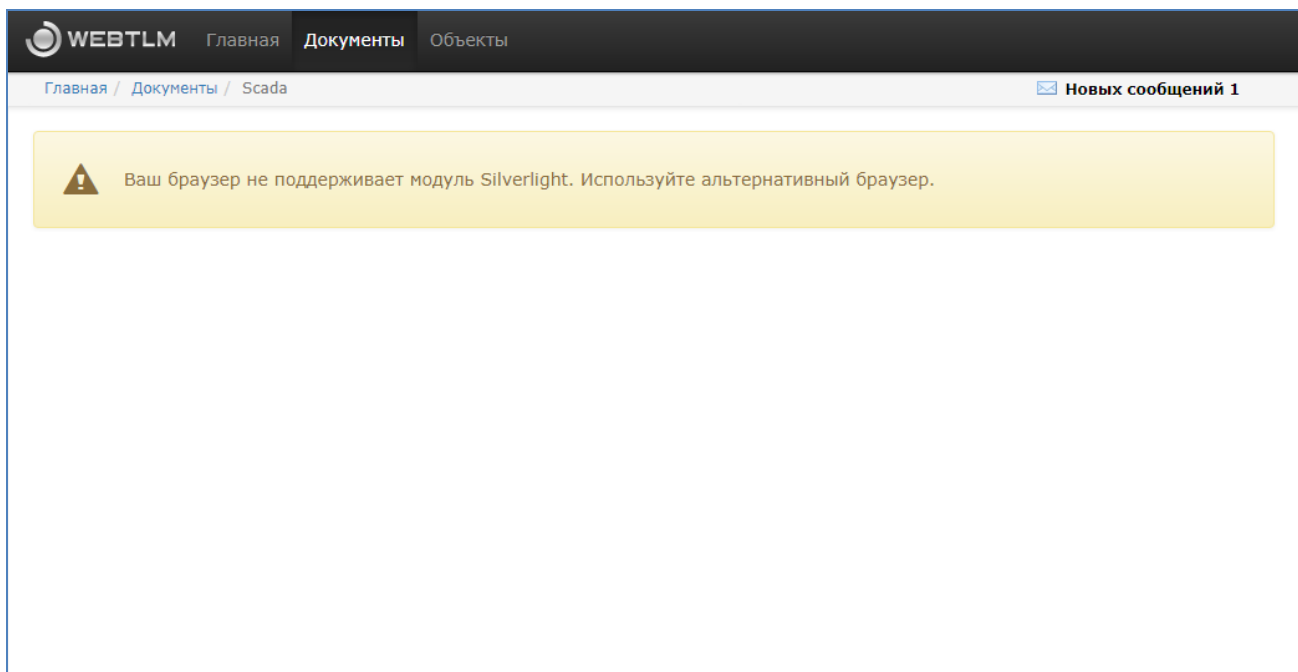 WEBTLM Главная Документы Объекты
Главная / Документы / Scada Новых сообщений 1
Ваш браузер не поддерживает модуль Silverlight. Используйте альтернативный браузер.